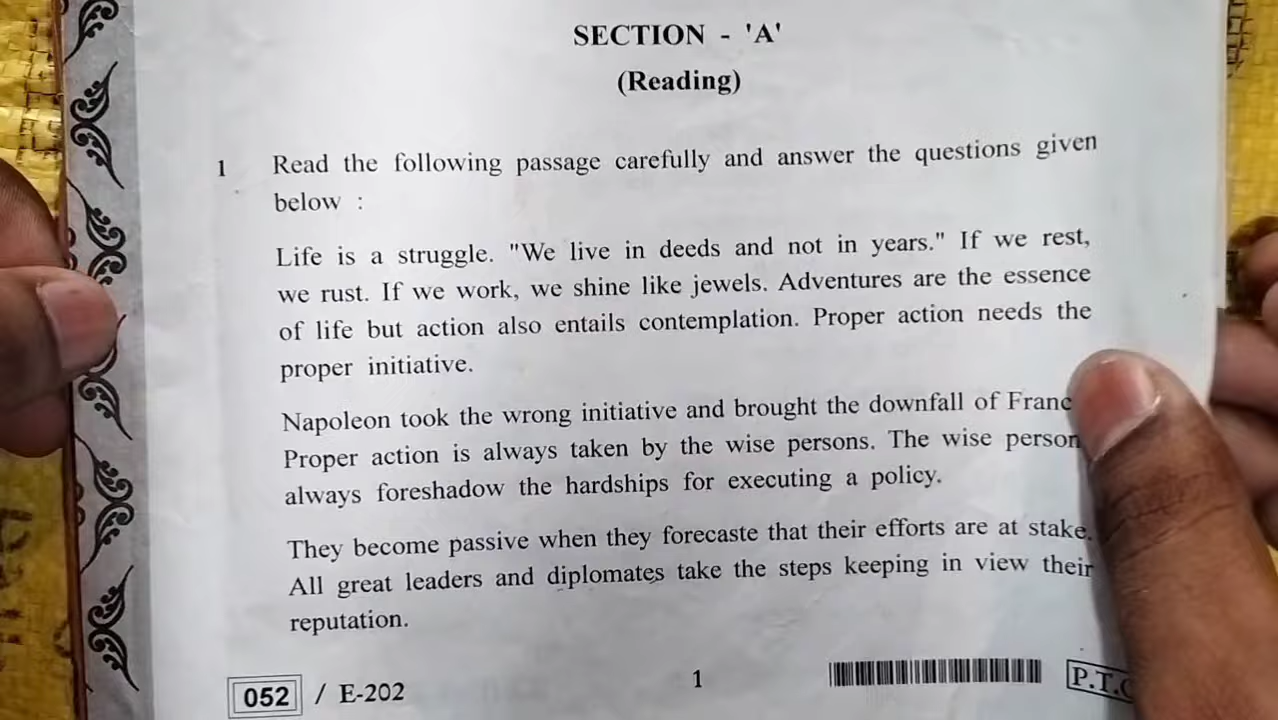 SECTION - 'A'
(Reading)
1 Read the following passage carefully and answer the questions given
below :
Life is a struggle. "We live in deeds and not in years." If we rest,
we rust. If we work, we shine like jewels. Adventures are the essence
of life but action also entails contemplation. Proper action needs the
proper initiative.
Napoleon took the wrong initiative and brought the downfall of Franc
Proper action is always taken by the wise persons. The wise person
always foreshadow the hardships for executing a policy.
They become passive when they forecaste that their efforts are at stake.
All great leaders and diplomates take the steps keeping in view their
reputation.
052 / E-202 1 P.T.